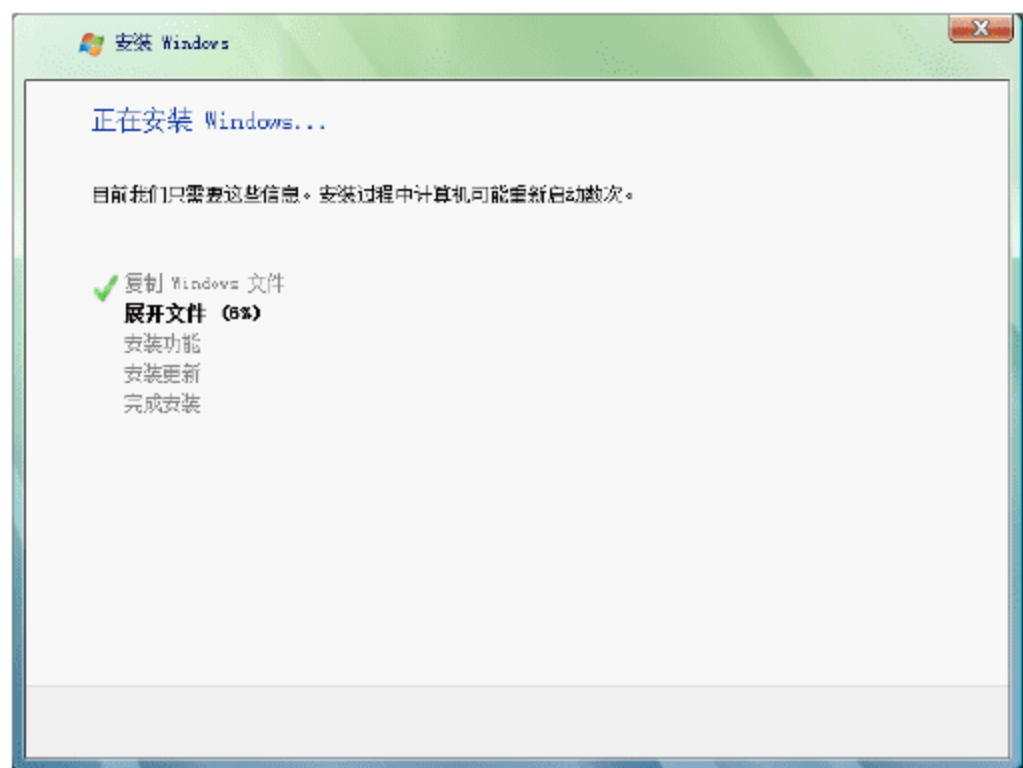 安装 Windows
正在安装 Windows...
目前我们只需要这些信息。安装过程中计算机可能重新启动数次。
复制 Windows 文件
展开文件 (6%)
安装功能
安装更新
完成安装